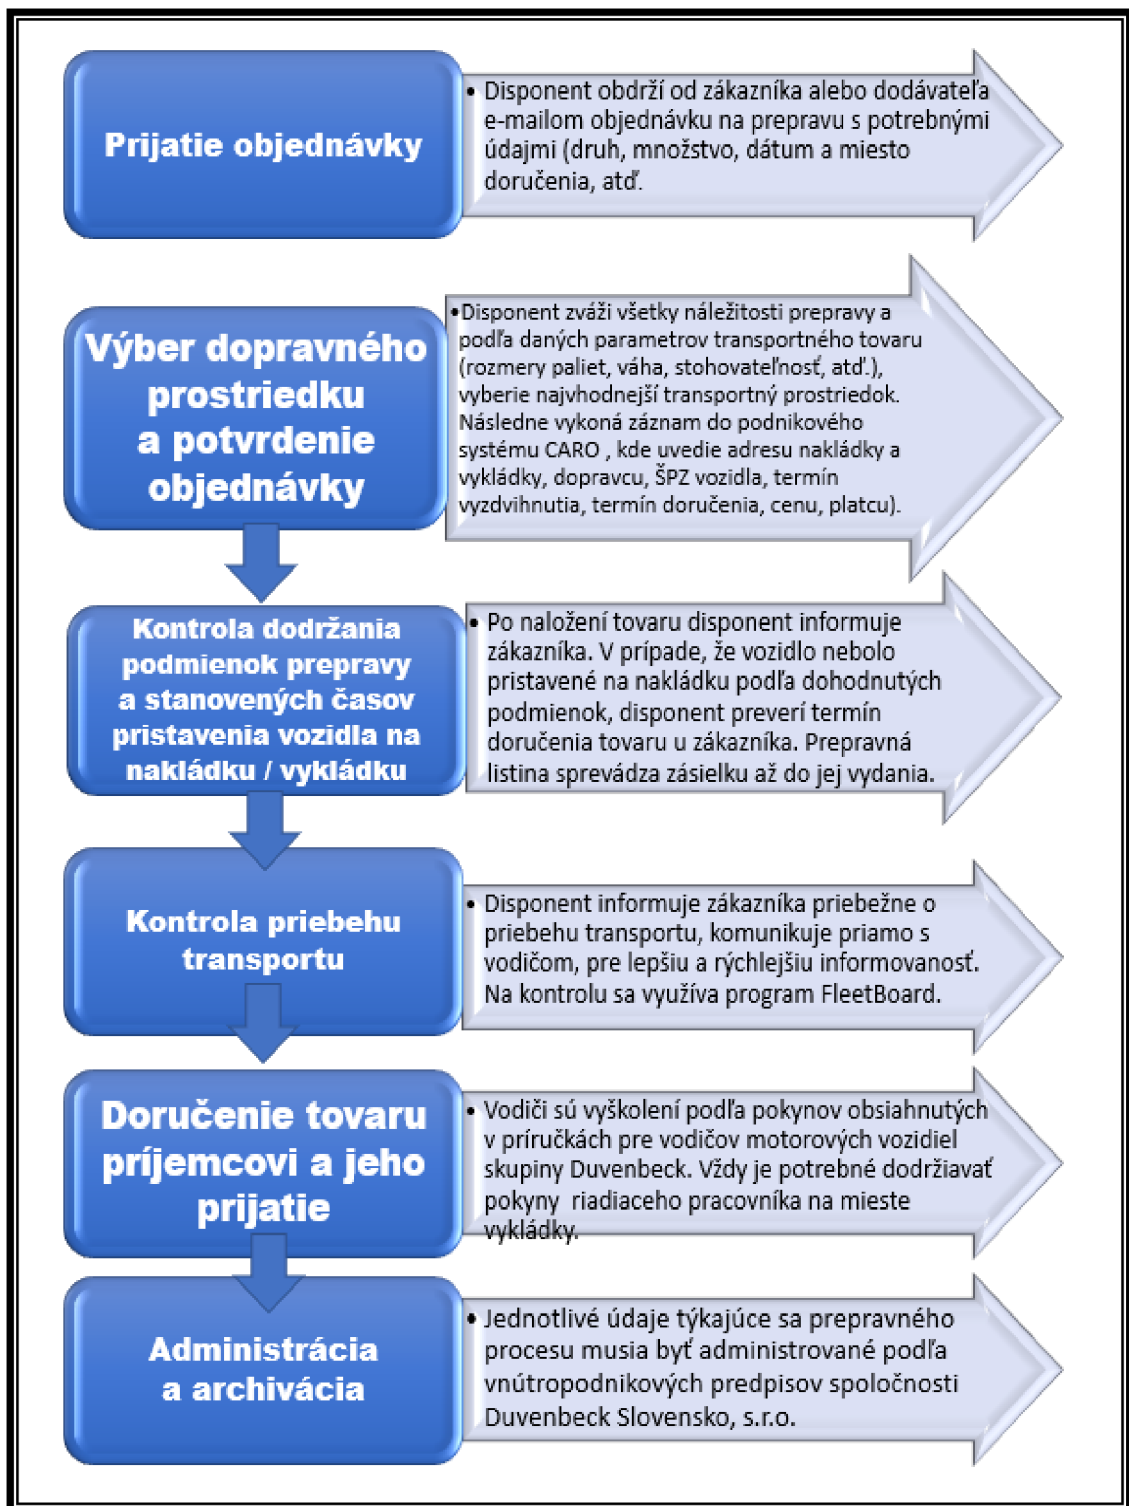 Prijatie objednávky
• Disponent obdrží od zákazníka alebo dodávateľa
e-mailom objednávku na prepravu s potrebnými
údajmi (druh, množstvo, dátum a miesto
doručenia, atď.
Výber dopravného
prostriedku
a potvrdenie
objednávky
•Disponent zváži všetky náležitosti prepravy a
podľa daných parametrov transportného tovaru
(rozmery paliet, váha, stohovateľnosť, atď.),
vyberie najvhodnejší transportný prostriedok.
Následne vykoná záznam do podnikového
systému CARO , kde uvedie adresu nakládky a
vykládky, dopravcu, ŠPZ vozidla, termín
vyzdvihnutia, termín doručenia, cenu, platcu).
Kontrola dodržania
podmienok prepravy
a stanovených časov
pristavenia vozidla na
nakládku / vykládku
• Po naložení tovaru disponent informuje
zákazníka. V prípade, že vozidlo nebolo
pristavené na nakládku podľa dohodnutých
podmienok, disponent preverí termín
doručenia tovaru u zákazníka. Prepravná
listina sprevádza zásielku až do jej vydania.
Kontrola priebehu
transportu
• Disponent informuje zákazníka priebežne o
priebehu transportu, komunikuje priamo s
vodičom, pre lepšiu a rýchlejšiu informovanosť.
Na kontrolu sa využíva program FleetBoard.
Doručenie tovaru
príjemcovi a jeho
prijatie
• Vodiči sú vyškolení podľa pokynov obsiahnutých
v príručkách pre vodičov motorových vozidiel
skupiny Duvenbeck. Vždy je potrebné dodržiavať
pokyny  riadiaceho pracovníka na mieste
vykládky.
Administrácia
a archivácia
• Jednotlivé údaje týkajúce sa prepravného
procesu musia byť administrované podľa
vnútropodnikových predpisov spoločnosti
Duvenbeck Slovensko, s.r.o.